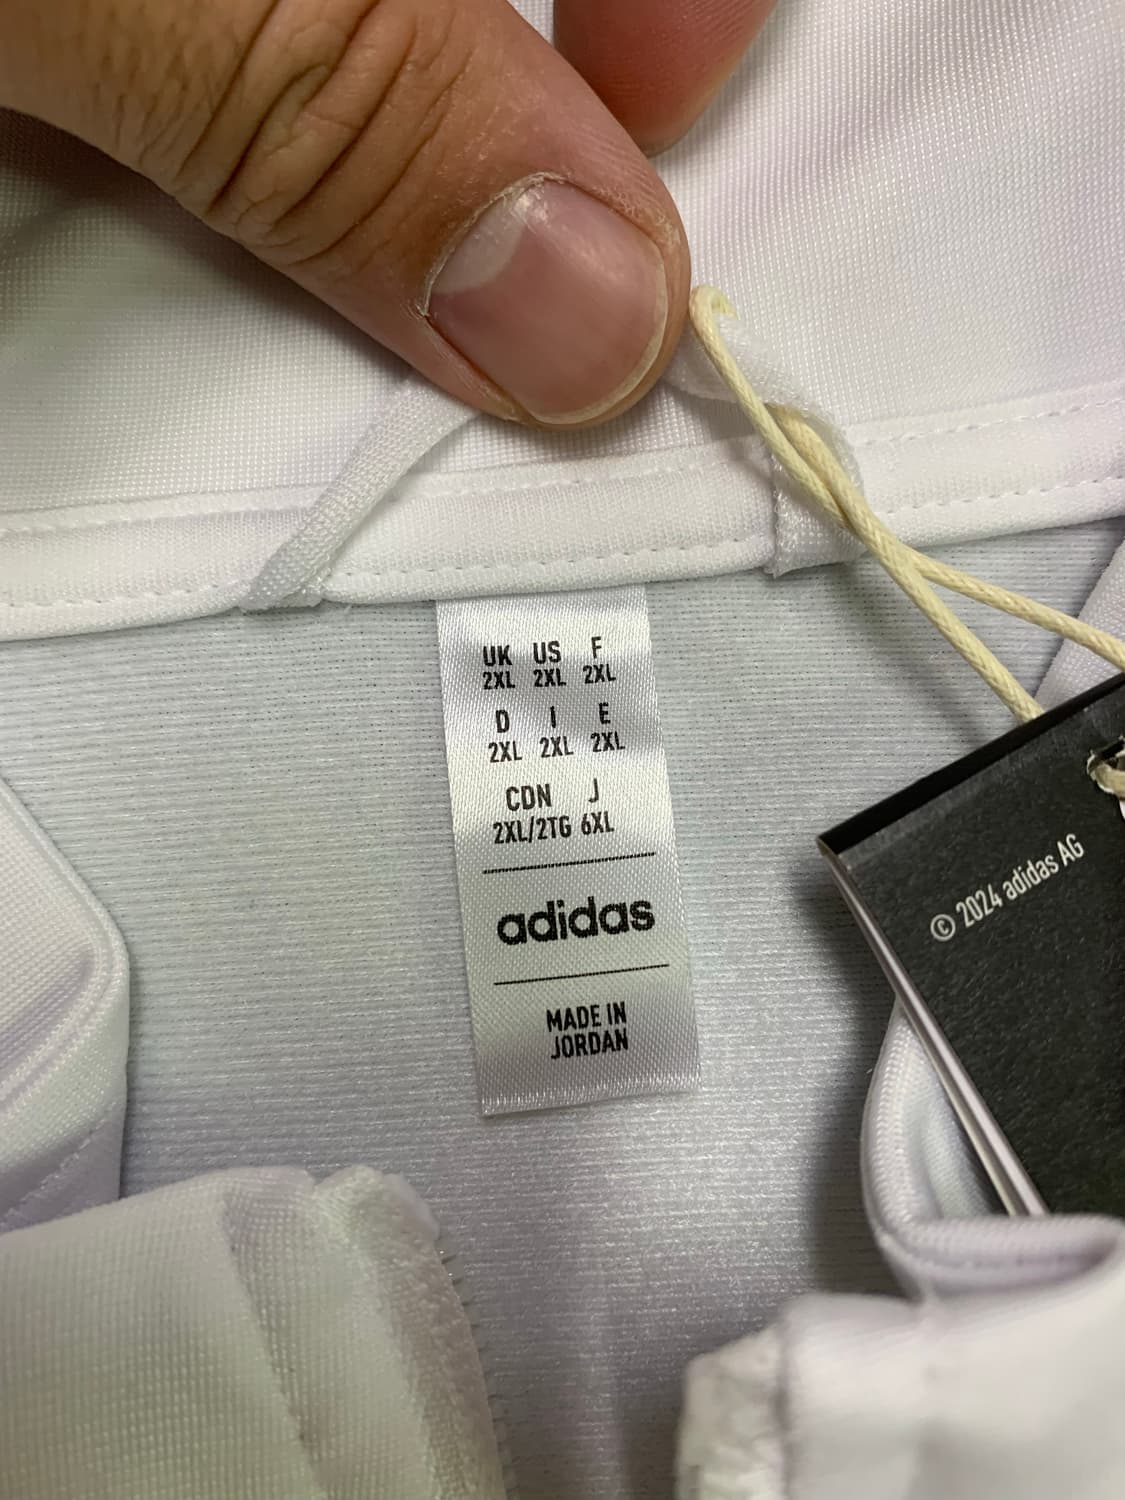 UK US F
2XL 2XL 2XL
D I E
2XL 2XL 2XL
CDN J
2XL/2TG 6XL
adidas
MADE IN
JORDAN
© 2024 adidas AG